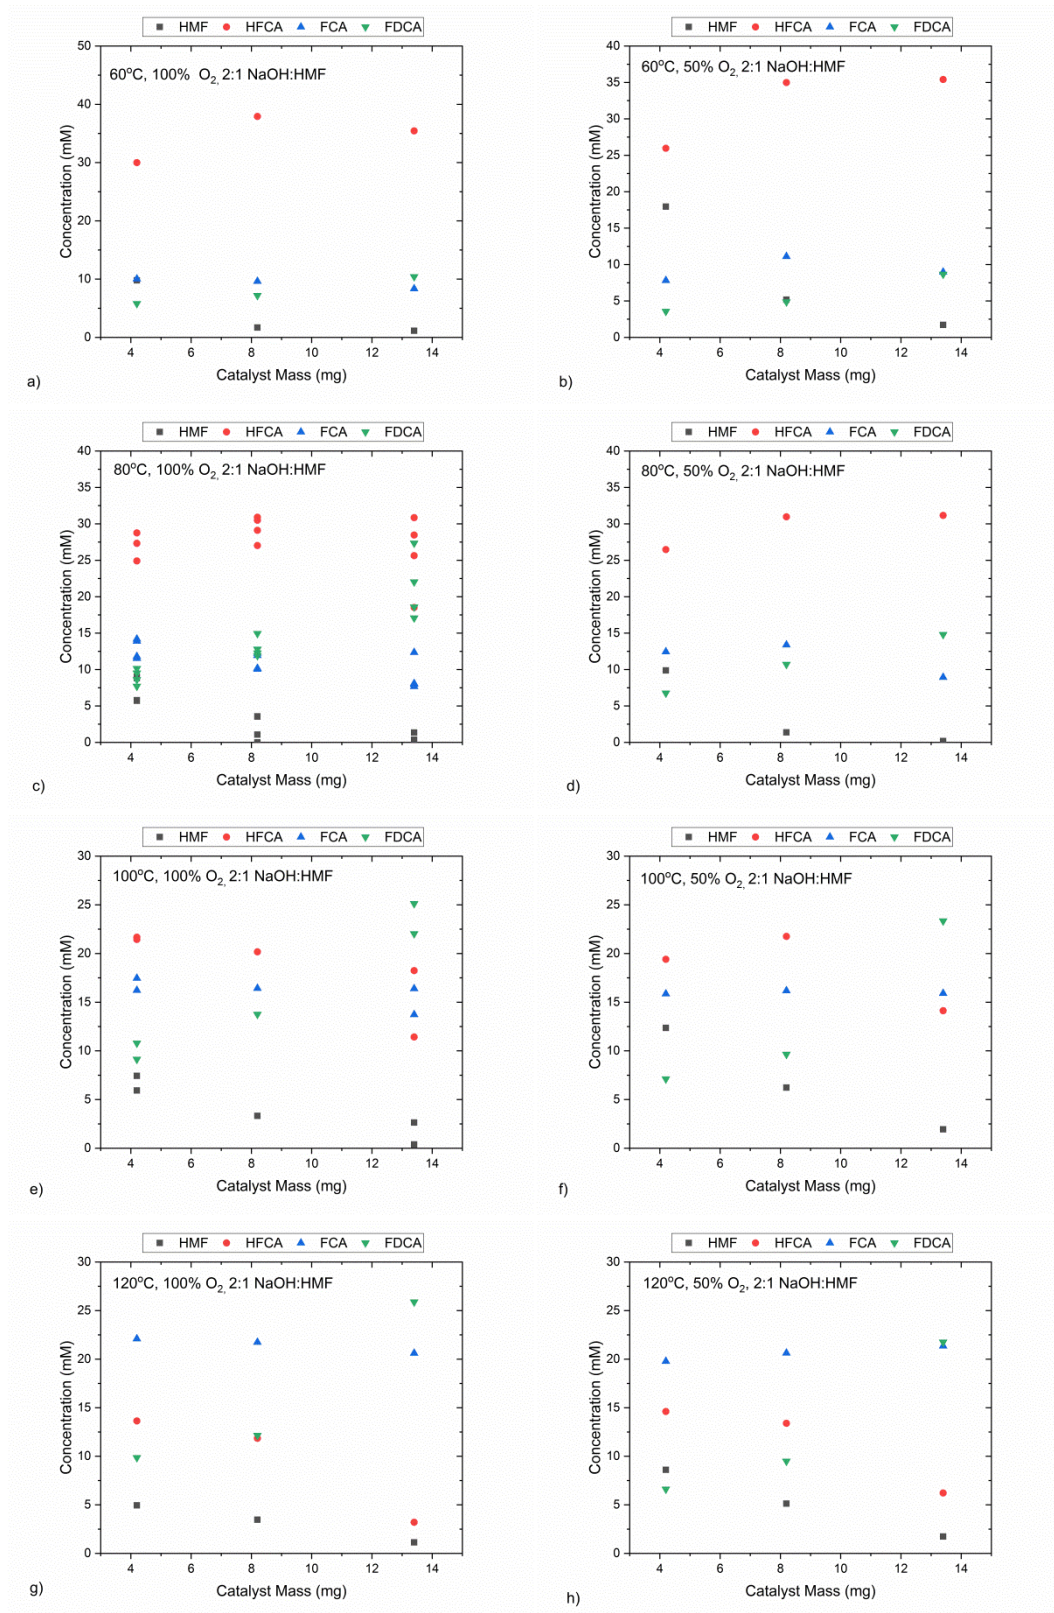 HMF HFCA FCA FDCA
60°C, 100% O2, 2:1 NaOH:HMF
50
40
30
20
10
0
Concentration (mM)
4 6 8 10 12 14
Catalyst Mass (mg)
a)
HMF HFCA FCA FDCA
60°C, 50% O2, 2:1 NaOH:HMF
40
35
30
25
20
15
10
5
0
Concentration (mM)
4 6 8 10 12 14
Catalyst Mass (mg)
b)
HMF HFCA FCA FDCA
80°C, 100% O2, 2:1 NaOH:HMF
40
35
30
25
20
15
10
5
0
Concentration (mM)
4 6 8 10 12 14
Catalyst Mass (mg)
c)
HMF HFCA FCA FDCA
80°C, 50% O2, 2:1 NaOH:HMF
40
35
30
25
20
15
10
5
0
Concentration (mM)
4 6 8 10 12 14
Catalyst Mass (mg)
d)
HMF HFCA FCA FDCA
100°C, 100% O2, 2:1 NaOH:HMF
30
25
20
15
10
5
0
Concentration (mM)
4 6 8 10 12 14
Catalyst Mass (mg)
e)
HMF HFCA FCA FDCA
100°C, 50% O2, 2:1 NaOH:HMF
30
25
20
15
10
5
0
Concentration (mM)
4 6 8 10 12 14
Catalyst Mass (mg)
f)
HMF HFCA FCA FDCA
120°C, 100% O2, 2:1 NaOH:HMF
30
25
20
15
10
5
0
Concentration (mM)
4 6 8 10 12 14
Catalyst Mass (mg)
g)
HMF HFCA FCA FDCA
120°C, 50% O2, 2:1 NaOH:HMF
30
25
20
15
10
5
0
Concentration (mM)
4 6 8 10 12 14
Catalyst Mass (mg)
h)